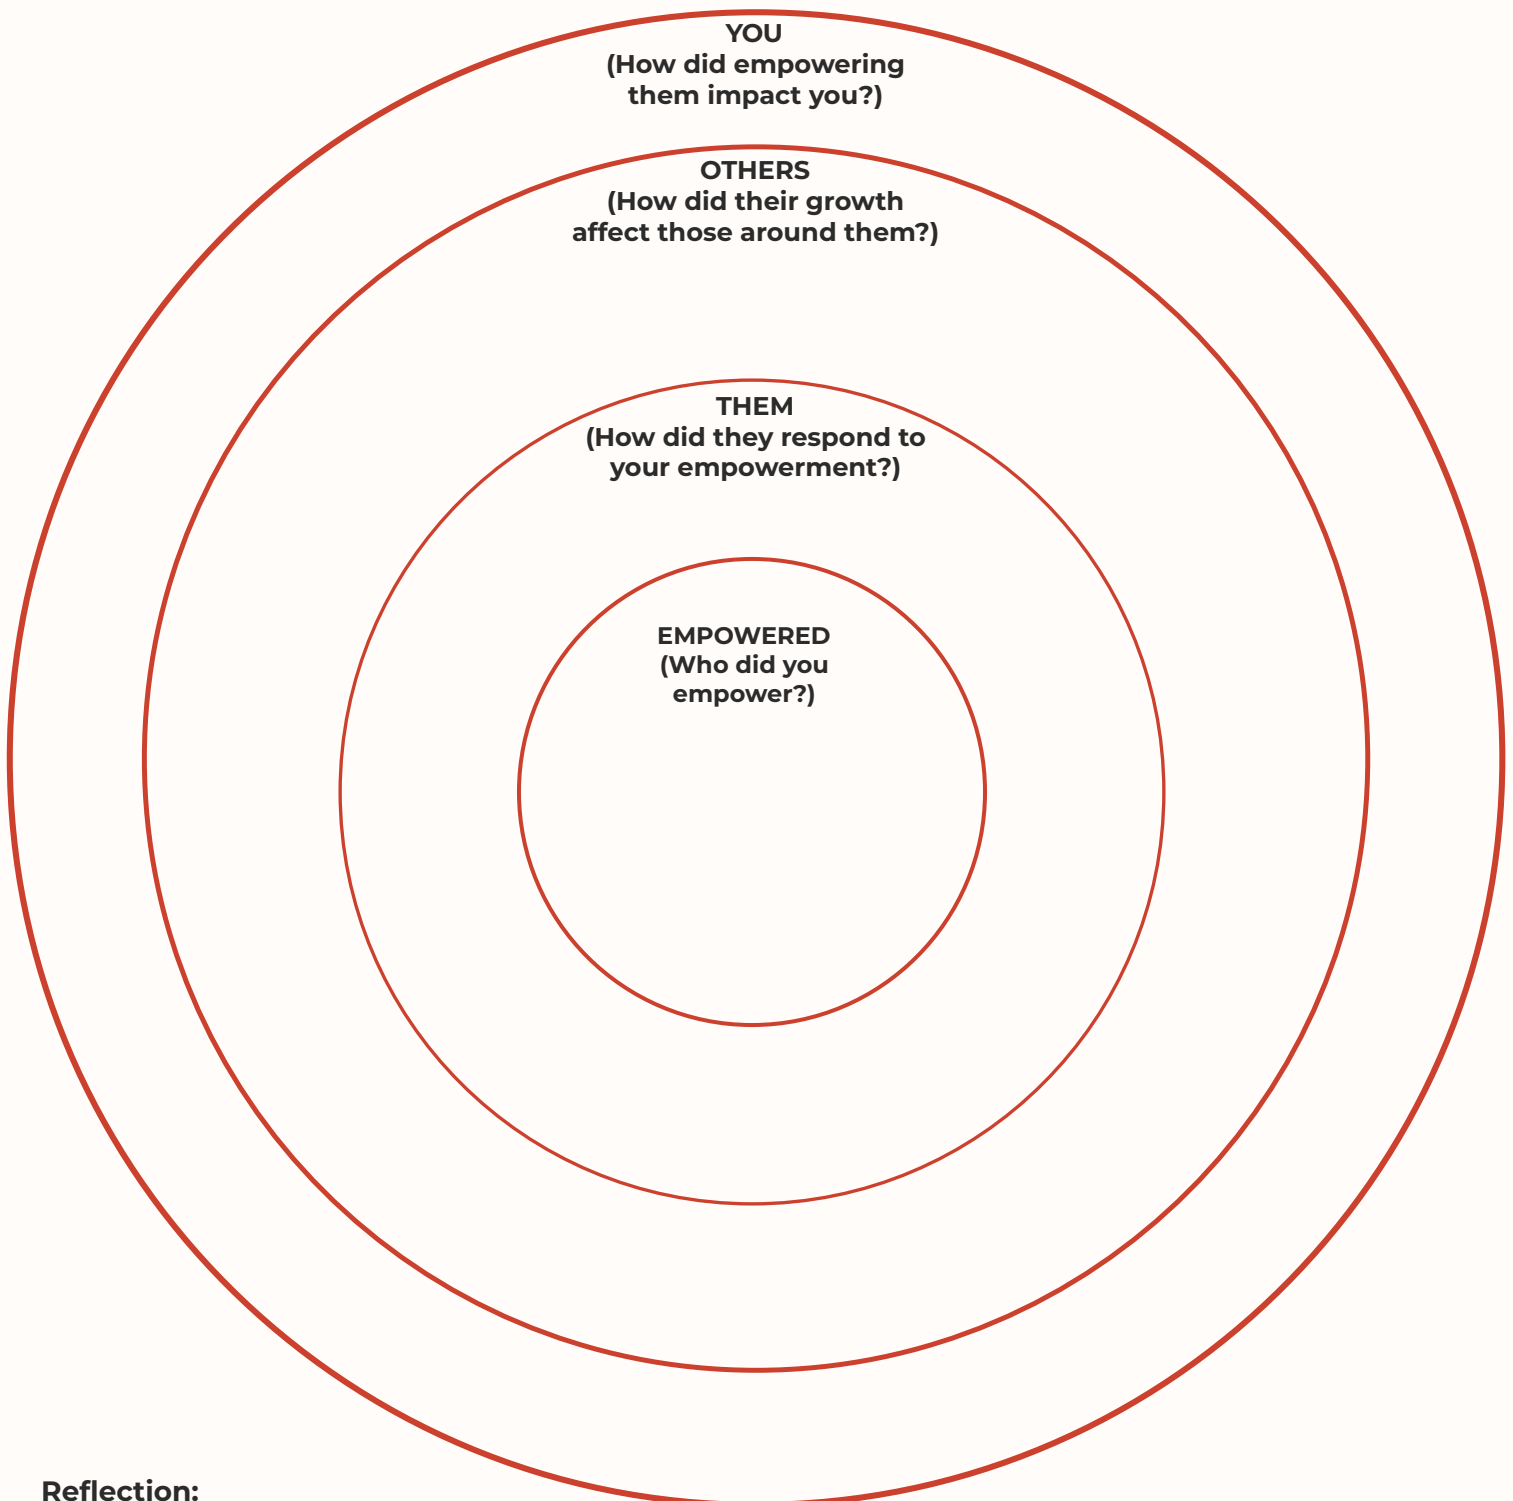 YOU
(How did empowering
them impact you?)
OTHERS
(How did their growth
affect those around them?)
THEM
(How did they respond to
your empowerment?)
EMPOWERED
(Who did you
empower?)
Reflection: